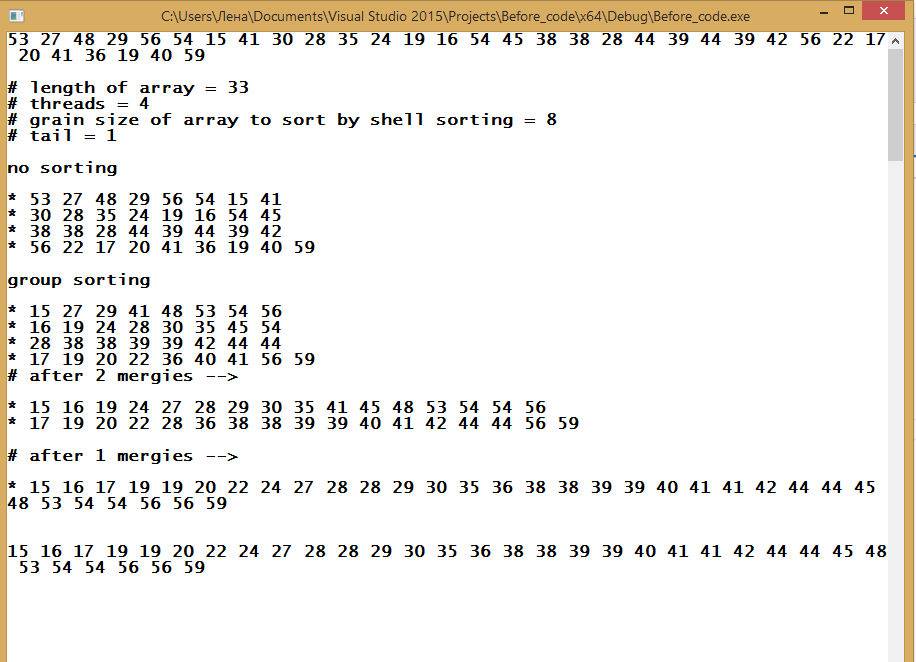 C:\Users\Лена\Documents\Visual Studio 2015\Projects\Before_code\x64\Debug\Before_code.exe
53 27 48 29 56 54 15 41 30 28 35 24 19 16 54 45 38 38 28 44 39 44 39 42 56 22 17
20 41 36 19 40 59
# length of array = 33
# threads = 4
# grain size of array to sort by shell sorting = 8
# tail = 1
no sorting
* 53 27 48 29 56 54 15 41
* 30 28 35 24 19 16 54 45
* 38 38 28 44 39 44 39 42
* 56 22 17 20 41 36 19 40 59
group sorting
* 15 27 29 41 48 53 54 56
* 16 19 24 28 30 35 45 54
* 28 38 38 39 39 42 44 44
* 17 19 20 22 36 40 41 56 59
# after 2 mergies -->
* 15 16 19 24 27 28 29 30 35 41 45 48 53 54 54 56
* 17 19 20 22 28 36 38 38 39 39 40 41 42 44 44 56 59
# after 1 mergies -->
* 15 16 17 19 19 20 22 24 27 28 28 29 30 35 36 38 38 39 39 40 41 41 42 44 44 45
48 53 54 54 56 56 59
15 16 17 19 19 20 22 24 27 28 28 29 30 35 36 38 38 39 39 40 41 41 42 44 44 45 48
53 54 54 56 56 59